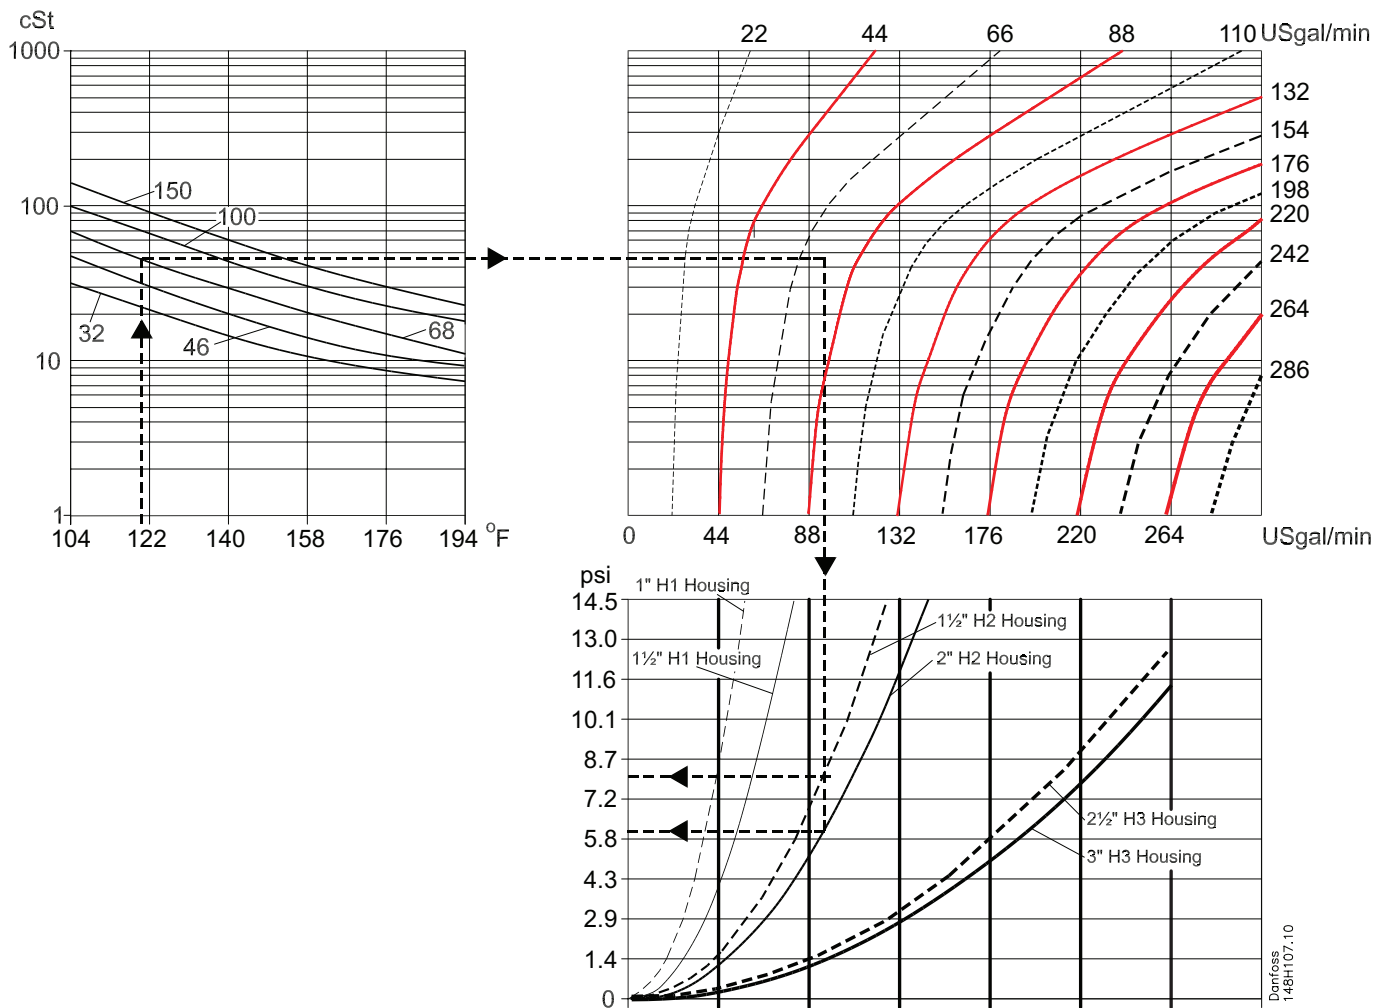 cSt
1000
100
10
1
150
100
32
46
68
104 122 140 158 176 194 °F
22 44 66 88 110 USgal/min
132
154
176
198
220
242
264
286
0 44 88 132 176 220 264 USgal/min
psi
14.5
13.0
11.6
10.1
8.7
7.2
5.8
4.3
2.9
1.4
0
1" H1 Housing
1½" H1 Housing
1½" H2 Housing
2" H2 Housing
2½" H3 Housing
3" H3 Housing
Danfoss
148H107.10